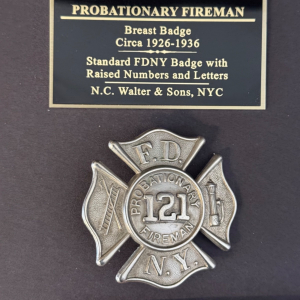 PROBATIONARY FIREMAN
Breast Badge
Circa 1926-1936
Standard FDNY Badge with
Raised Numbers and Letters
N.C. Walter & Sons, NYC
F.D.
PROBATIONARY
121
FIREMAN
N.Y.